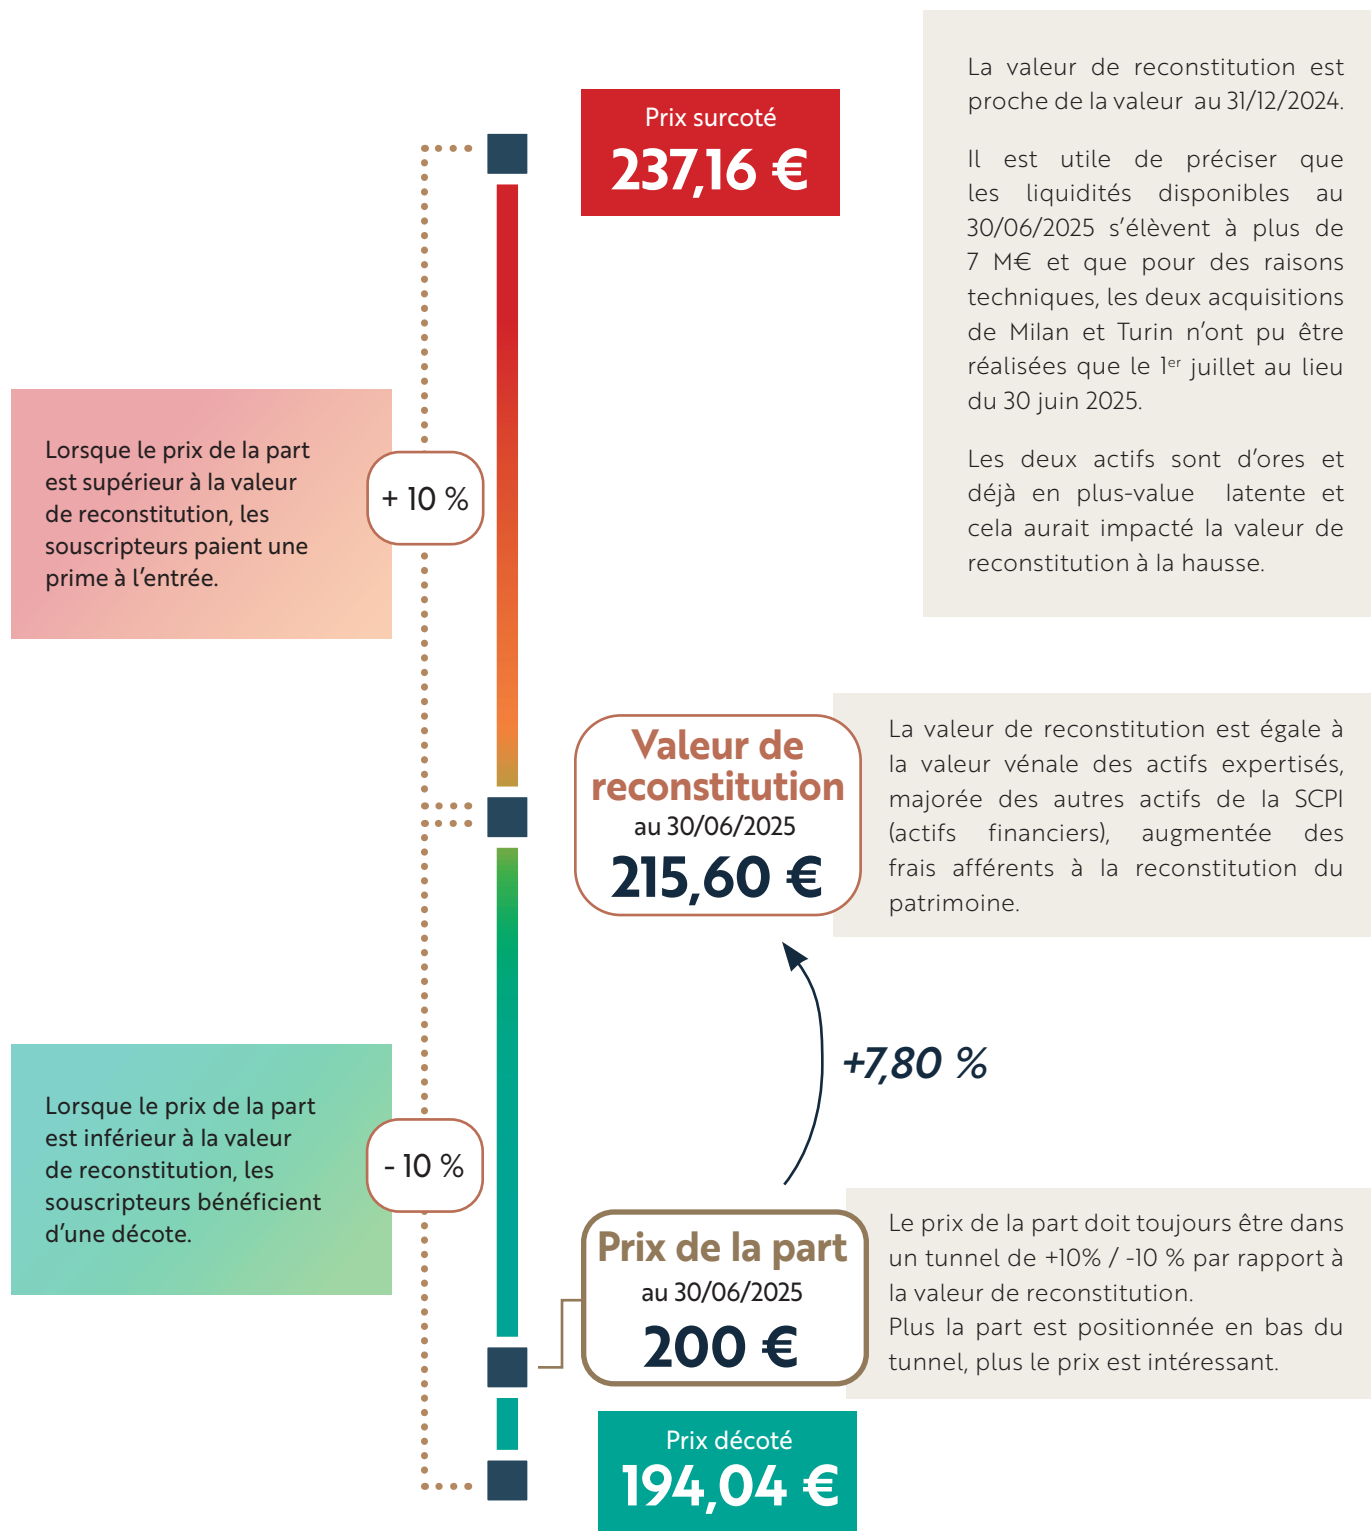 La valeur de reconstitution est
proche de la valeur au 31/12/2024.
Il est utile de préciser que
les liquidités disponibles au
30/06/2025 s'élèvent à plus de
7 M€ et que pour des raisons
techniques, les deux acquisitions
de Milan et Turin n'ont pu être
réalisées que le 1er juillet au lieu
du 30 juin 2025.
Les deux actifs sont d'ores et
déjà en plus-value latente et
cela aurait impacté la valeur de
reconstitution à la hausse.
Prix surcoté
237,16 €
Lorsque le prix de la part
est supérieur à la valeur
de reconstitution, les
souscripteurs paient une
prime à l'entrée.
+ 10 %
Valeur de
reconstitution
au 30/06/2025
215,60 €
La valeur de reconstitution est égale à
la valeur vénale des actifs expertisés,
majorée des autres actifs de la SCPI
(actifs financiers), augmentée des
frais afférents à la reconstitution du
patrimoine.
+7,80 %
Lorsque le prix de la part
est inférieur à la valeur
de reconstitution, les
souscripteurs bénéficient
d'une décote.
- 10 %
Prix de la part
au 30/06/2025
200 €
Le prix de la part doit toujours être dans
un tunnel de +10% / -10 % par rapport à
la valeur de reconstitution.
Plus la part est positionnée en bas du
tunnel, plus le prix est intéressant.
Prix décoté
194,04 €